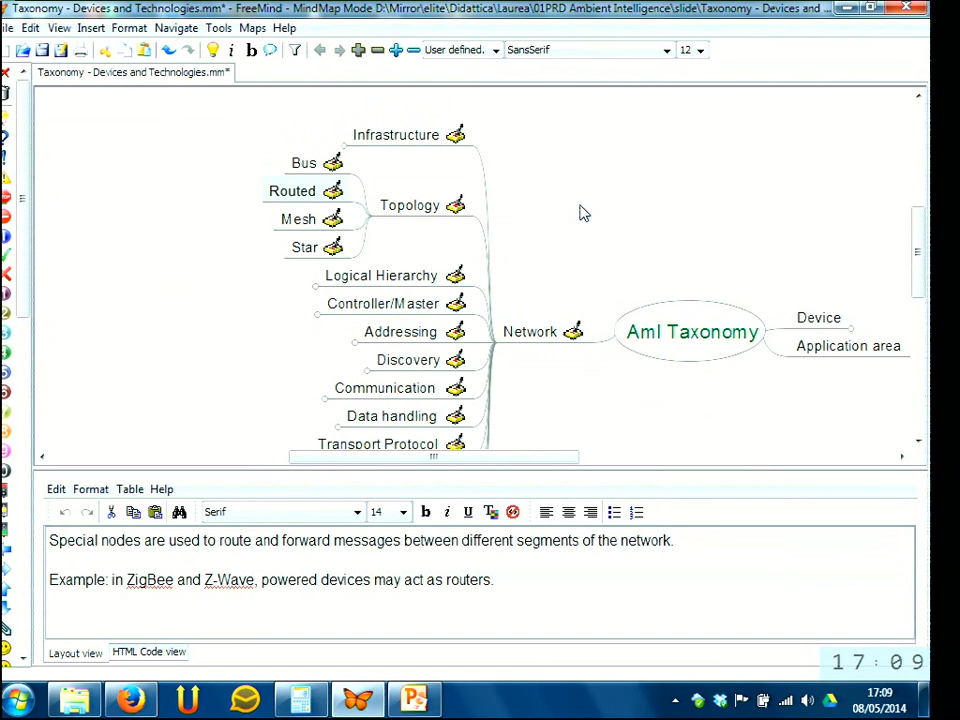 Taxonomy - Devices and Technologies.mm* - FreeMind - MindMap Mode D:\Mirror\elite\Didattica\Laurea\01PRD Ambient Intelligence\slide\Taxonomy - Devices and ...
ile Edit View Insert Format Navigate Tools Maps Help
User defined. SansSerif 12
Taxonomy - Devices and Technologies.mm*
Infrastructure
Bus
Routed
Topology
Mesh
Star
Logical Hierarchy
Controller/Master
Device
Addressing
Network
AmI Taxonomy
Application area
Discovery
Communication
Data handling
Transport Protocol
Edit Format Table Help
Serif 14
Special nodes are used to route and forward messages between different segments of the network.
Example: in ZigBee and Z-Wave, powered devices may act as routers.
Layout view HTML Code view
17:09
17:09
08/05/2014